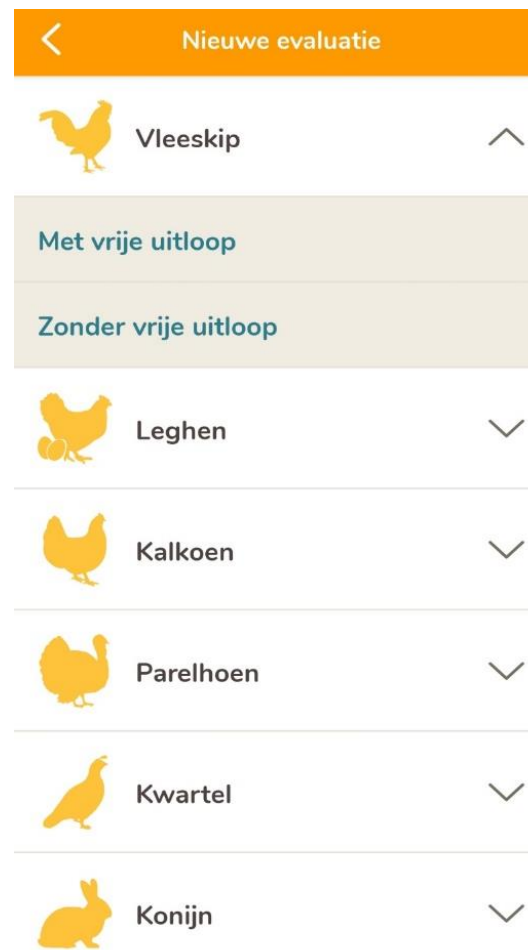 Nieuwe evaluatie
Vleeskip
Met vrije uitloop
Zonder vrije uitloop
Leghen
Kalkoen
Parelhoen
Kwartel
Konijn